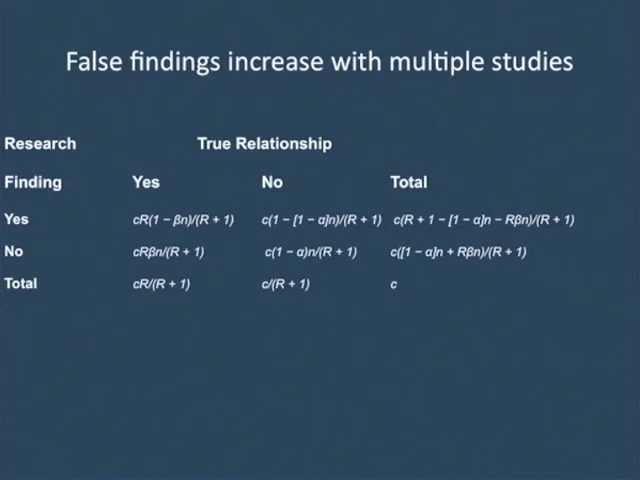 False findings increase with multiple studies
Research True Relationship
Finding Yes No Total
Yes cR(1 − βn)/(R + 1) c(1 − [1 − α]n)/(R + 1) c(R + 1 − [1 − α]n − Rβn)/(R + 1)
No cRβn/(R + 1) c(1 − α)n/(R + 1) c([1 − α]n + Rβn)/(R + 1)
Total cR/(R + 1) c/(R + 1) c